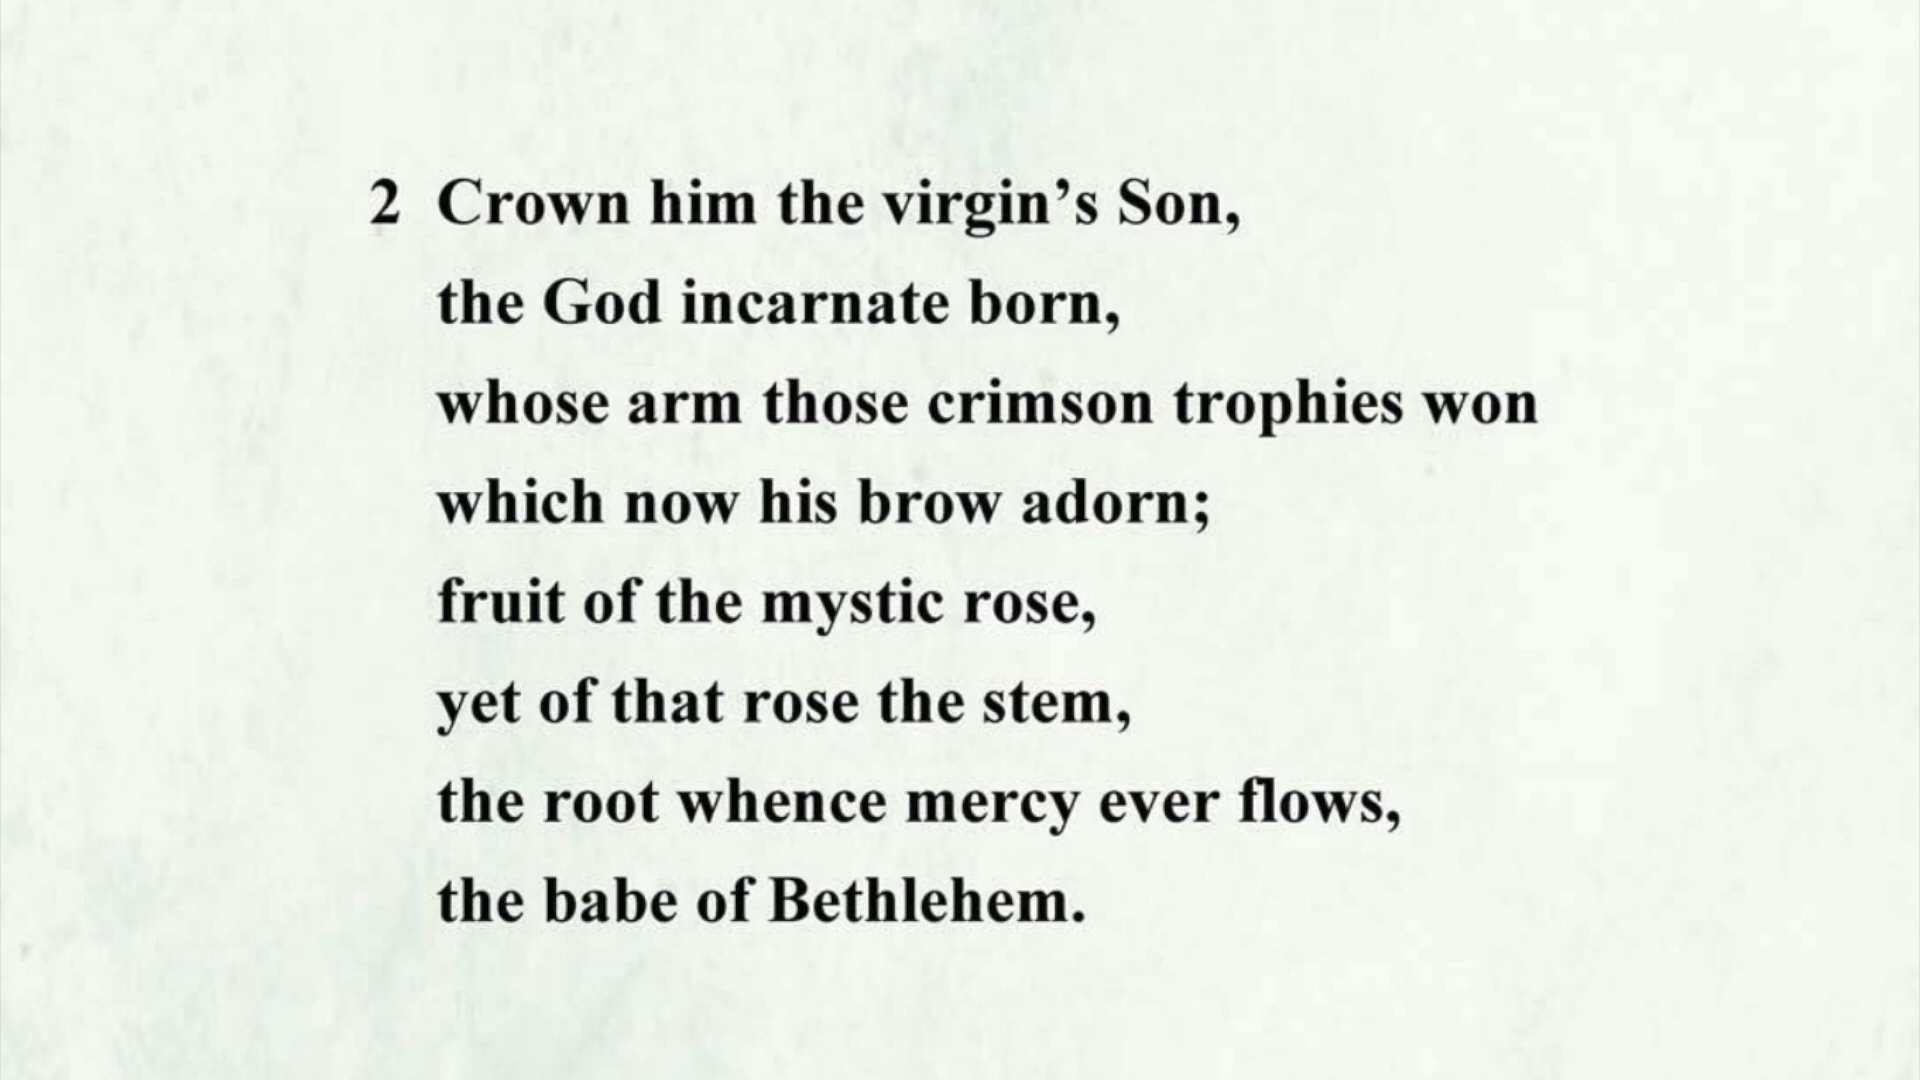 2 Crown him the virgin’s Son,
the God incarnate born,
whose arm those crimson trophies won
which now his brow adorn;
fruit of the mystic rose,
yet of that rose the stem,
the root whence mercy ever flows,
the babe of Bethlehem.